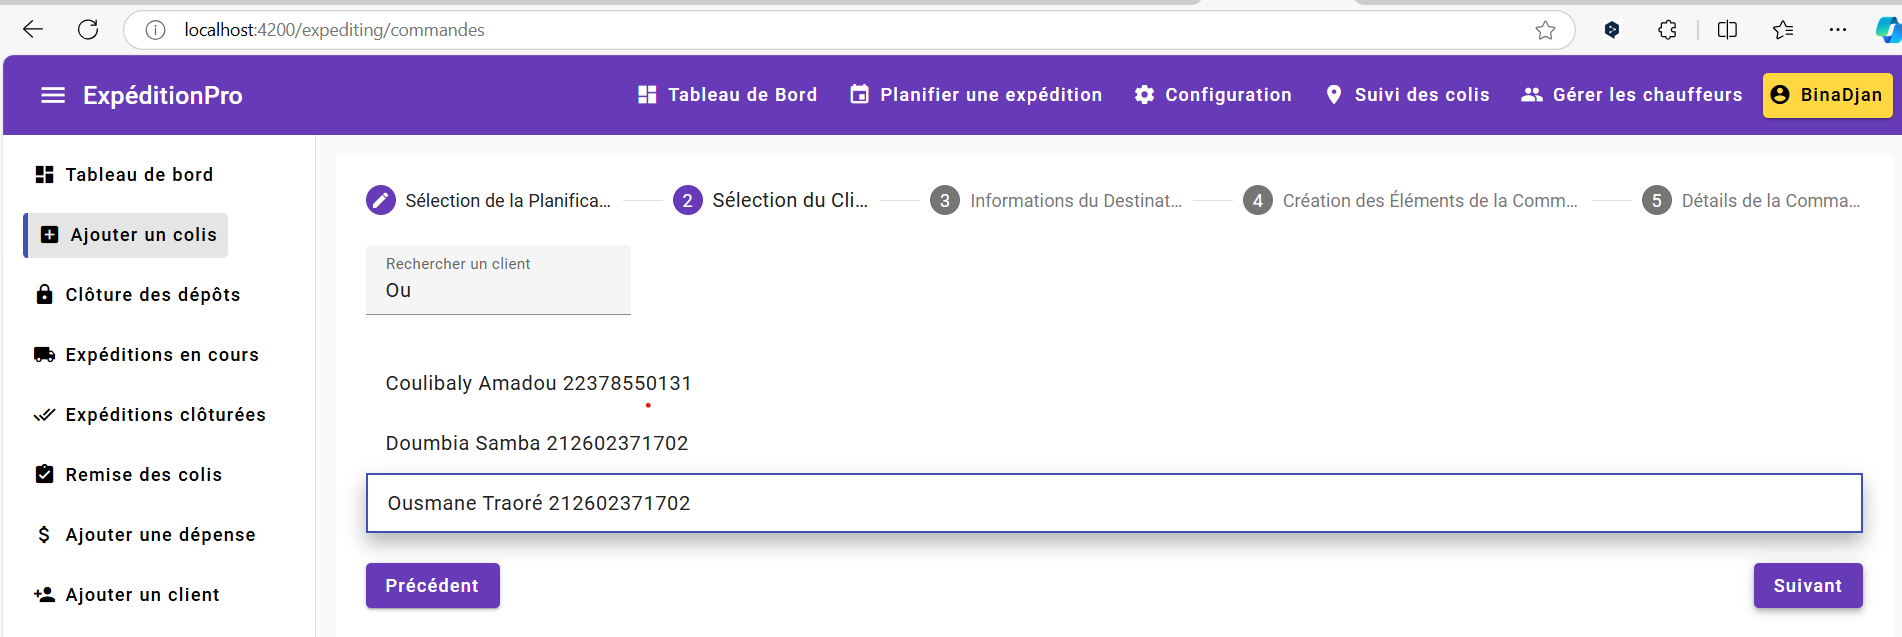 localhost:4200/expediting/commandes
ExpéditionPro
Tableau de Bord
Planifier une expédition
Configuration
Suivi des colis
Gérer les chauffeurs
BinaDjan
Tableau de bord
Ajouter un colis
Clôture des dépôts
Expéditions en cours
Expéditions clôturées
Remise des colis
Ajouter une dépense
Ajouter un client
Sélection de la Planifica...
2 Sélection du Cli...
3 Informations du Destinat...
4 Création des Éléments de la Comm...
5 Détails de la Comma...
Rechercher un client
Ou
Coulibaly Amadou 22378550131
Doumbia Samba 212602371702
Ousmane Traoré 212602371702
Précédent
Suivant